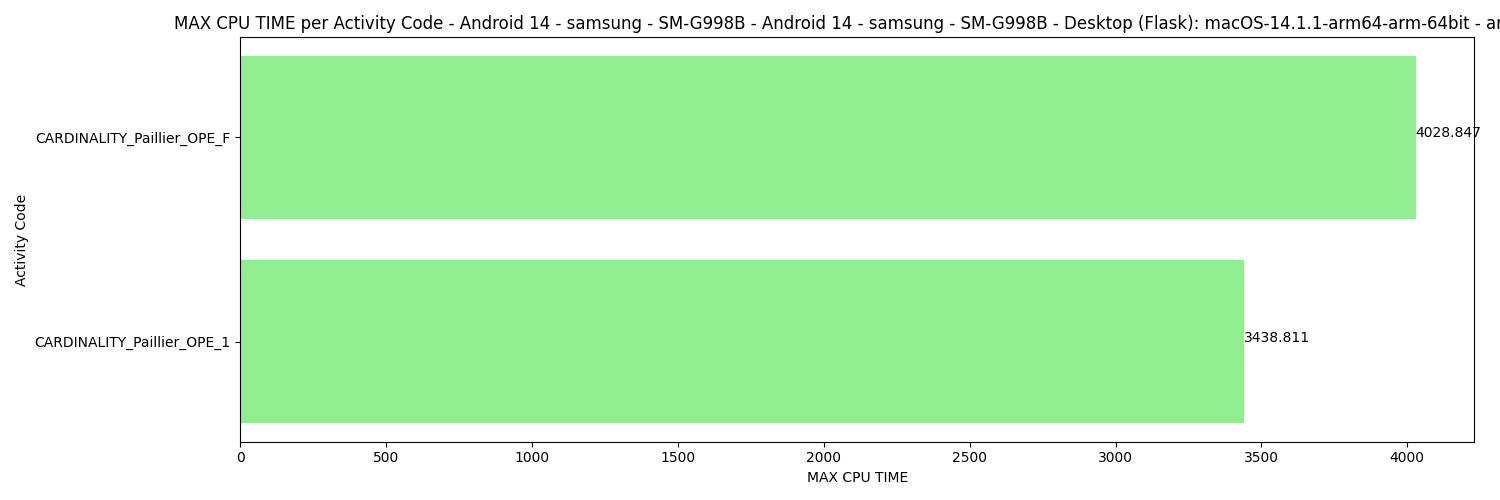 MAX CPU TIME per Activity Code - Android 14 - samsung - SM-G998B - Android 14 - samsung - SM-G998B - Desktop (Flask): macOS-14.1.1-arm64-arm-64bit -
CARDINALITY_Paillier_OPE_F
4028.847
Activity Code
CARDINALITY_Paillier_OPE_1
3438.811
0 500 1000 1500 2000 2500 3000 3500 4000
MAX CPU TIME